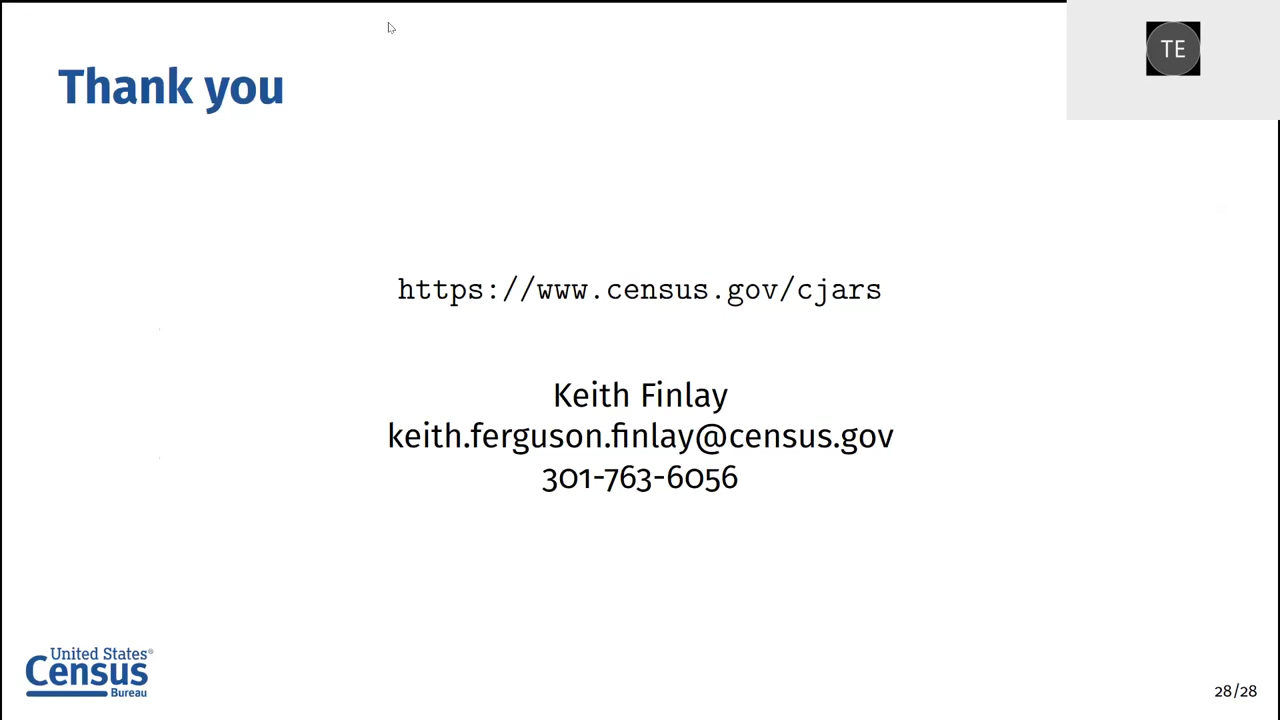 TE
Thank you
https://www.census.gov/cjars
Keith Finlay
keith.ferguson.finlay@census.gov
301-763-6056
United States®
Census
Bureau
28/28